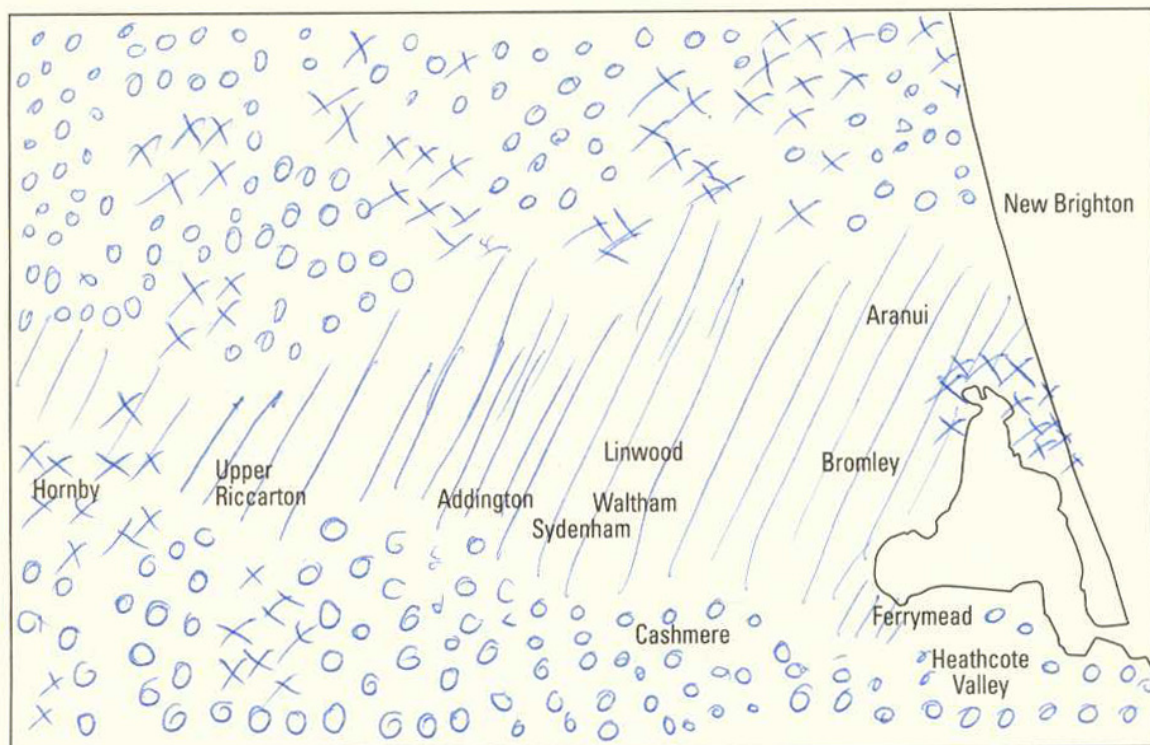 New Brighton
Aranui
Linwood
Bromley
Upper
Riccarton
Hornby
Addington
Waltham
Sydenham
Ferrymead
Cashmere
Heathcote
Valley